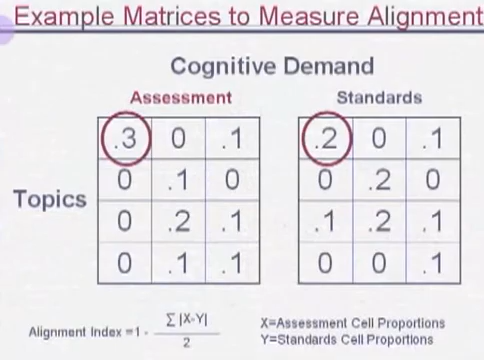 Example Matrices to Measure Alignment
Cognitive Demand
Assessment Standards
.3 0 .1 .2 0 .1
0 .1 0 0 .2 0
Topics
0 .2 .1 .1 .2 .1
0 .1 .1 0 0 .1
Alignment Index =1 - Σ |X-Y| / 2
X=Assessment Cell Proportions
Y=Standards Cell Proportions